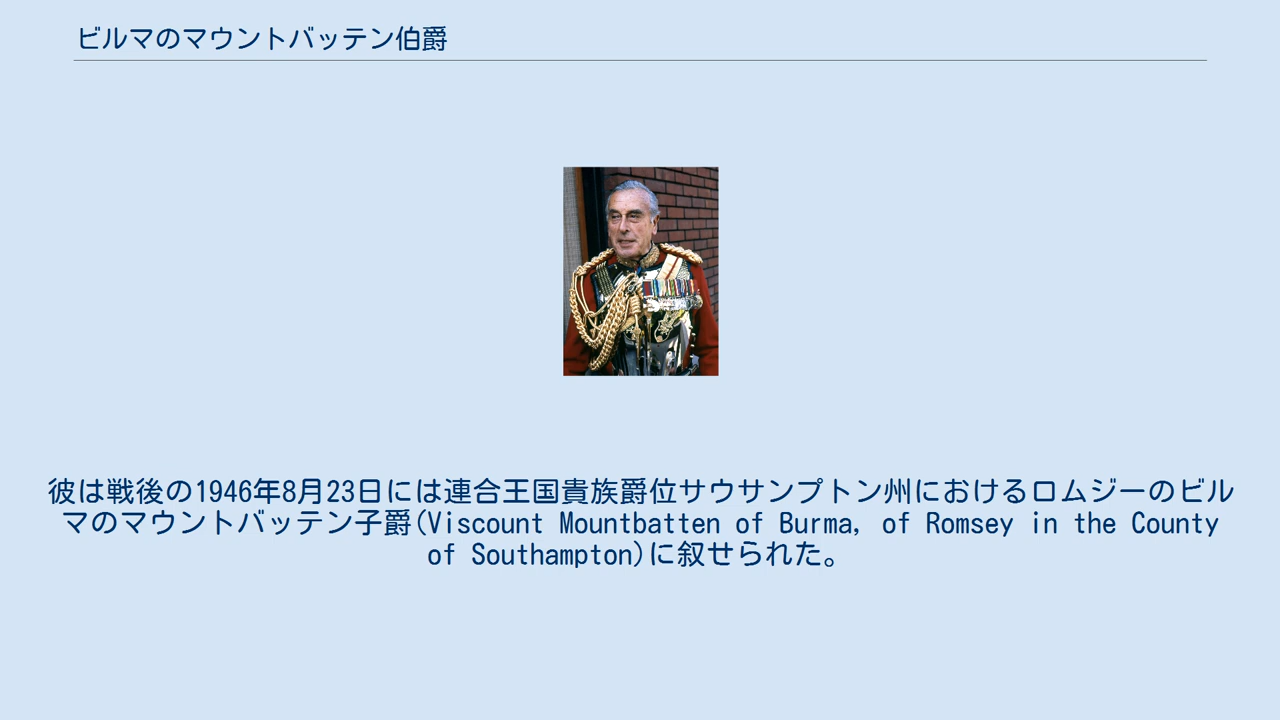 ビルマのマウントバッテン伯爵
彼は戦後の1946年8月23日には連合王国貴族爵位サウサンプトン州におけるロムジーのビル
マのマウントバッテン子爵(Viscount Mountbatten of Burma, of Romsey in the County
of Southampton)に叙せられた。